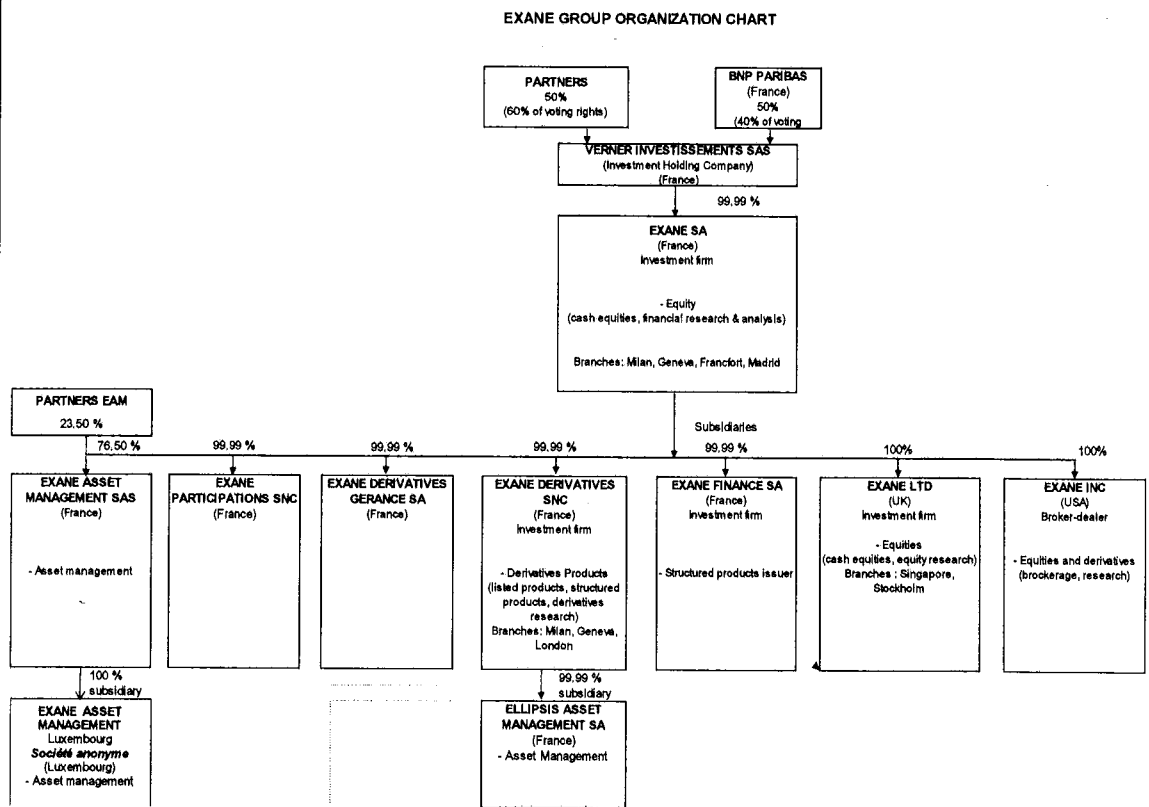 EXANE GROUP ORGANIZATION CHART
PARTNERS
50%
(60% of voting rights)
BNP PARIBAS
(France)
50%
(40% of voting
VERNER INVESTISSEMENTS SAS
(Investment Holding Company)
(France)
99,99 %
EXANE SA
(France)
Investment firm
- Equity
(cash equities, financial research & analysis)
Branches: Milan, Geneva, Francfort, Madrid
PARTNERS EAM
23,50 %
Subsidiaries
76,50 %
99,99 %
99,99 %
99,99 %
99,99 %
100%
100%
EXANE ASSET
MANAGEMENT SAS
(France)
- Asset management
EXANE
PARTICIPATIONS SNC
(France)
EXANE DERIVATIVES
GERANCE SA
(France)
EXANE DERIVATIVES
SNC
(France)
Investment firm
- Derivatives Products
(listed products, structured
products, derivatives
research)
Branches: Milan, Geneva,
London
EXANE FINANCE SA
(France)
Investment firm
- Structured products issuer
EXANE LTD
(UK)
Investment firm
- Equities
(cash equities, equity research)
Branches : Singapore,
Stockholm
EXANE INC
(USA)
Broker-dealer
- Equities and derivatives
(brokerage, research)
100 %
subsidiary
99,99 %
subsidiary
EXANE ASSET
MANAGEMENT
Luxembourg
Société anonyme
(Luxembourg)
- Asset management
ELLIPSIS ASSET
MANAGEMENT SA
(France)
- Asset Management